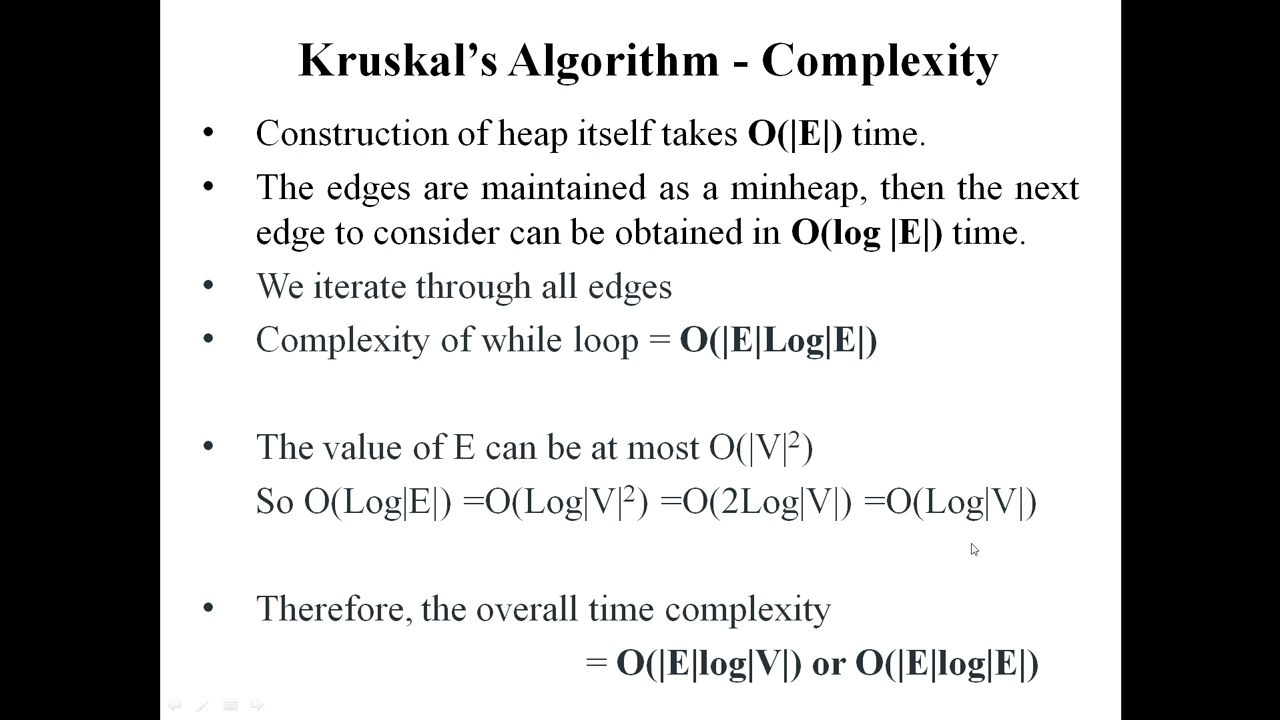 Kruskal's Algorithm - Complexity
• Construction of heap itself takes O(|E|) time.
• The edges are maintained as a minheap, then the next
edge to consider can be obtained in O(log |E|) time.
• We iterate through all edges
• Complexity of while loop = O(|E|Log|E|)
• The value of E can be at most O(|V|²)
So O(Log|E|) =O(Log|V|²) =O(2Log|V|) =O(Log|V|)
• Therefore, the overall time complexity
= O(|E|log|V|) or O(|E|log|E|)